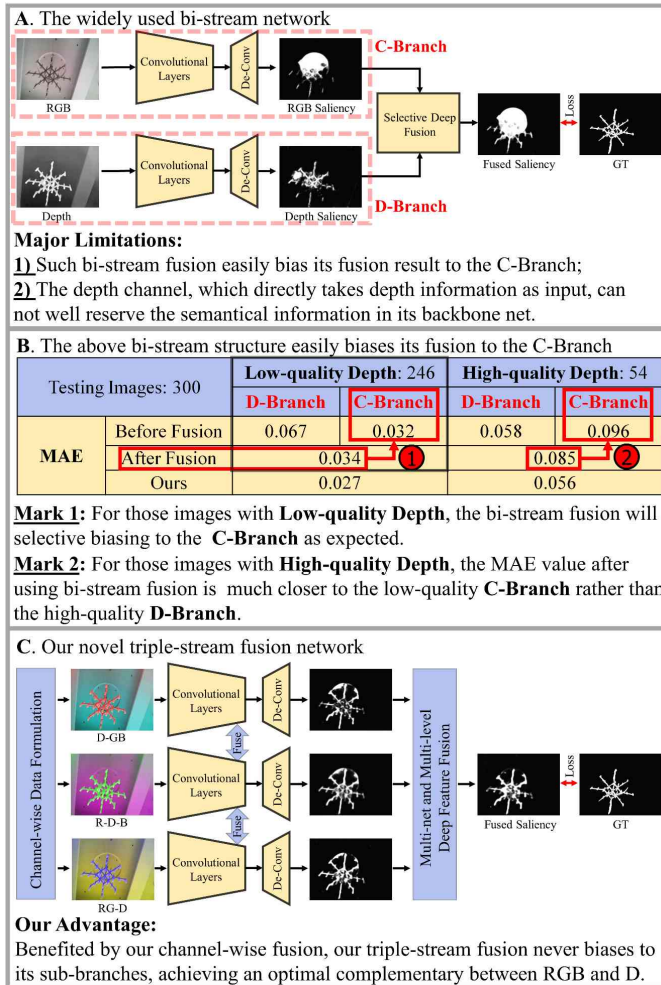 A. The widely used bi-stream network
C-Branch
Convolutional
Layers
De-Conv
RGB
RGB Saliency
Selective Deep
Fusion
Loss
Fused Saliency
GT
Convolutional
Layers
De-Conv
Depth
Depth Saliency
D-Branch
Major Limitations:
1) Such bi-stream fusion easily bias its fusion result to the C-Branch;
2) The depth channel, which directly takes depth information as input, can
not well reserve the semantical information in its backbone net.
B. The above bi-stream structure easily biases its fusion to the C-Branch
Testing Images: 300
Low-quality Depth: 246
High-quality Depth: 54
D-Branch
C-Branch
D-Branch
C-Branch
MAE
Before Fusion
0.067
0.032
0.058
0.096
After Fusion
0.034
1
0.085
2
Ours
0.027
0.056
Mark 1: For those images with Low-quality Depth, the bi-stream fusion will
selective biasing to the C-Branch as expected.
Mark 2: For those images with High-quality Depth, the MAE value after
using bi-stream fusion is much closer to the low-quality C-Branch rather than
the high-quality D-Branch.
C. Our novel triple-stream fusion network
Channel-wise Data Formulation
D-GB
Convolutional
Layers
De-Conv
Fuse
R-D-B
Convolutional
Layers
De-Conv
Fuse
RG-D
Convolutional
Layers
De-Conv
Multi-net and Multi-level
Deep Feature Fusion
Loss
Fused Saliency
GT
Our Advantage:
Benefited by our channel-wise fusion, our triple-stream fusion never biases to
its sub-branches, achieving an optimal complementary between RGB and D.